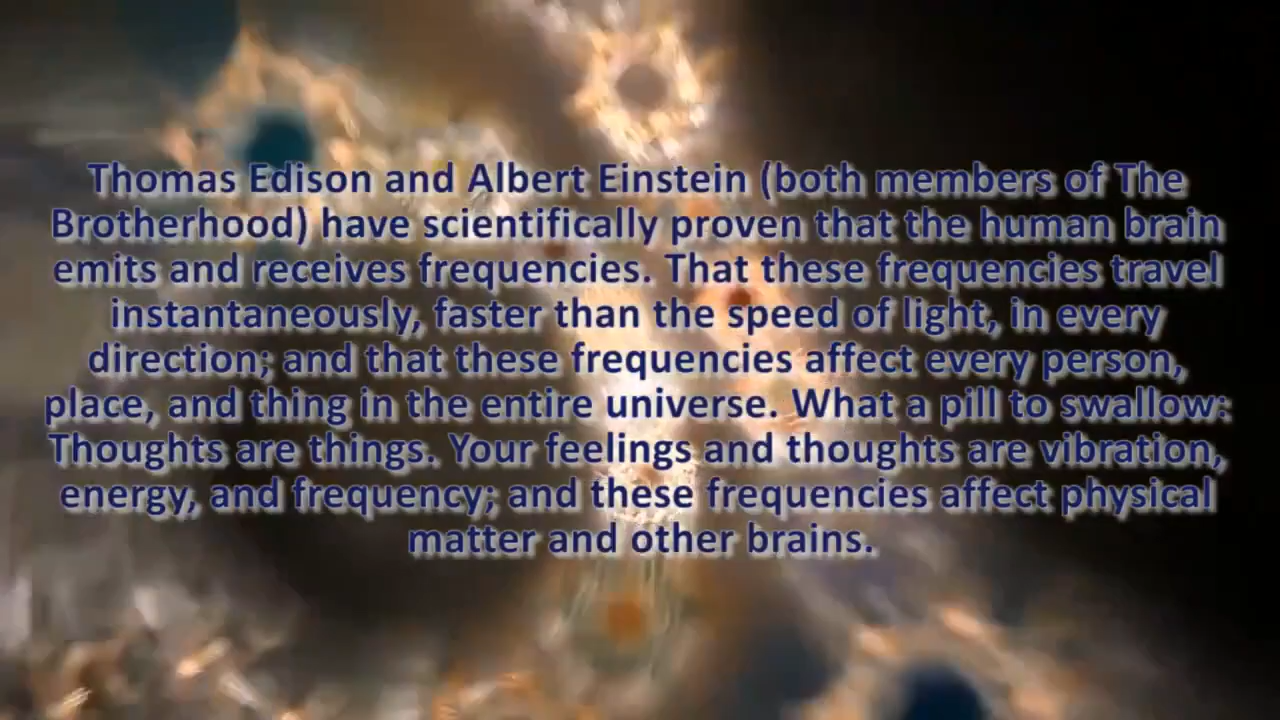 Thomas Edison and Albert Einstein (both members of The
Brotherhood) have scientifically proven that the human brain
emits and receives frequencies. That these frequencies travel
instantaneously, faster than the speed of light, in every
direction; and that these frequencies affect every person,
place, and thing in the entire universe. What a pill to swallow:
Thoughts are things. Your feelings and thoughts are vibration,
energy, and frequency; and these frequencies affect physical
matter and other brains.